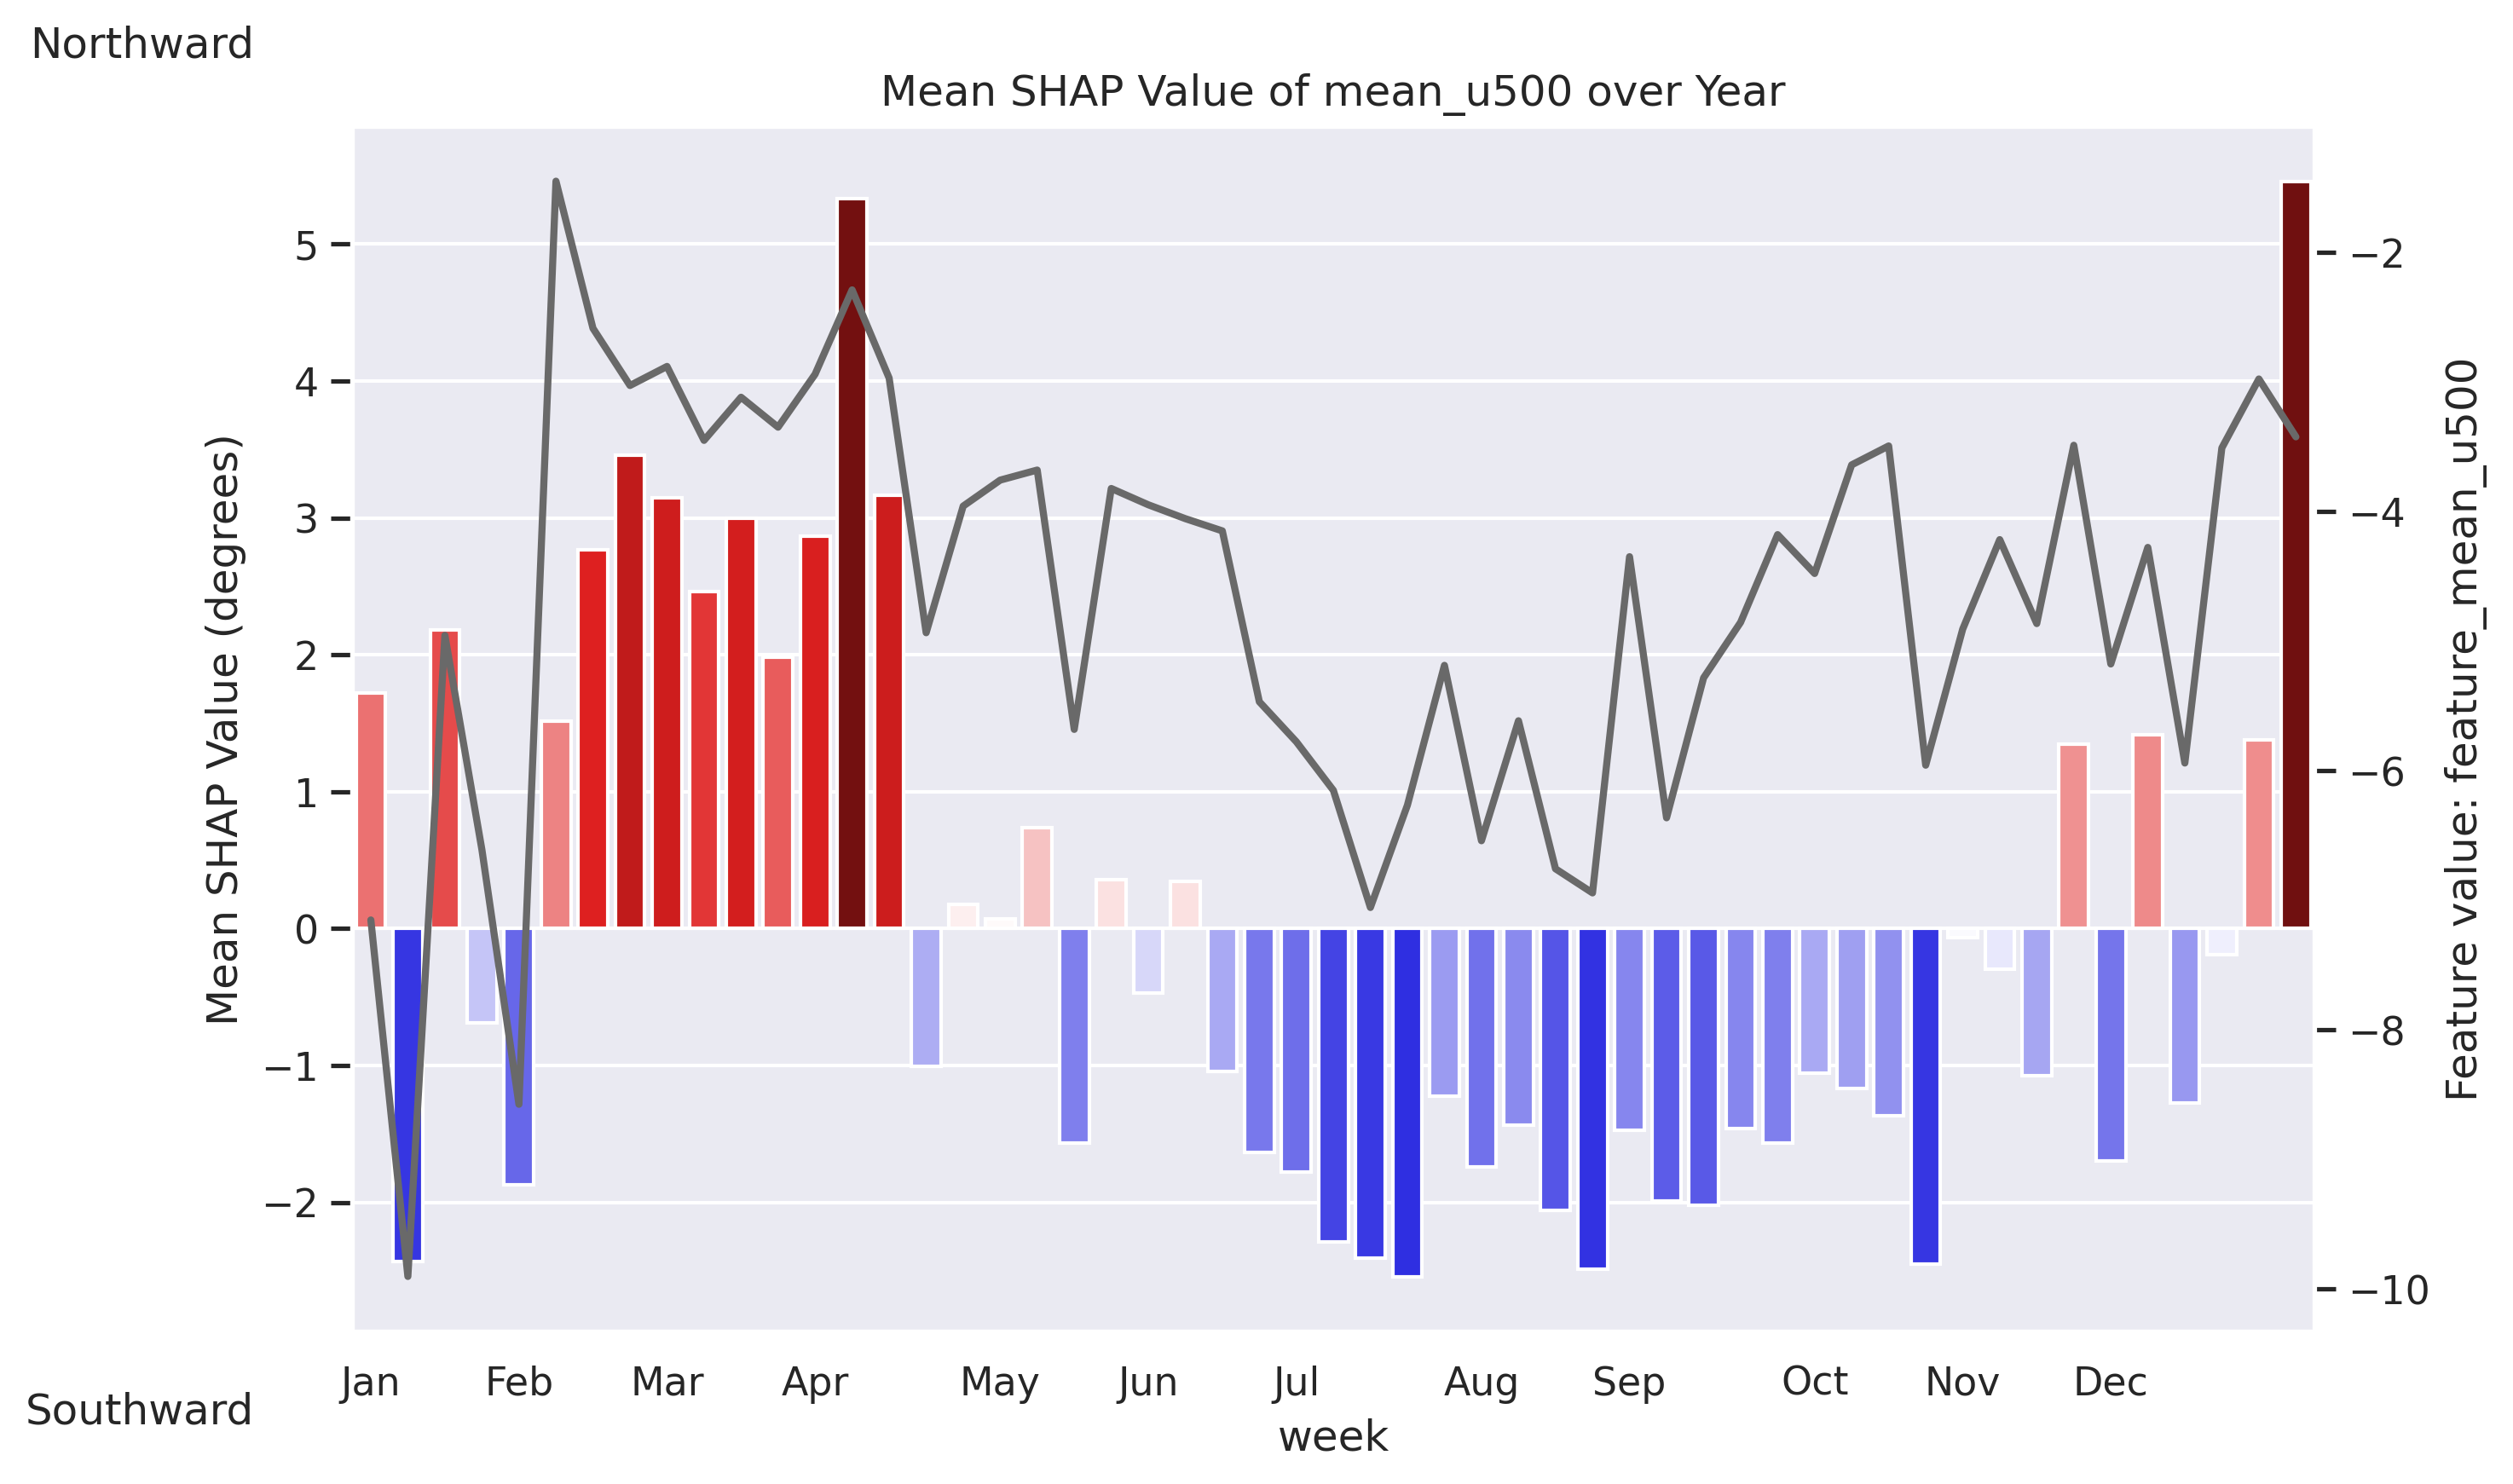 Northward
Mean SHAP Value of mean_u500 over Year
Mean SHAP Value (degrees)
5
4
3
2
1
0
−1
−2
−2
−4
−6
−8
−10
Feature value: feature_mean_u500
Jan Feb Mar Apr May Jun Jul Aug Sep Oct Nov Dec
Southward
week